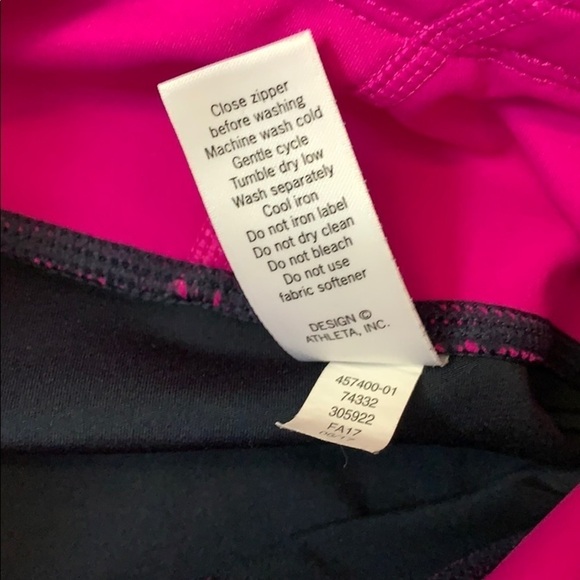 Close zipper
before washing
Machine wash cold
Gentle cycle
Tumble dry low
Wash separately
Cool iron
Do not iron label
Do not dry clean
Do not bleach
Do not use
fabric softener
DESIGN ©
ATHLETA, INC.
457400-01
74332
305922
FA17